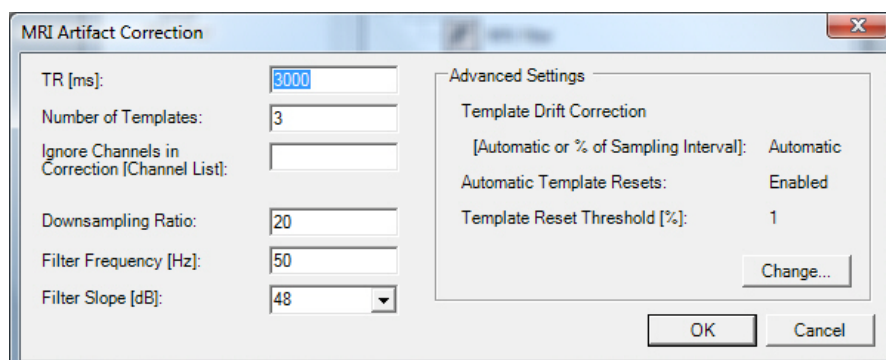 MRI Artifact Correction
TR [ms]: 3000
Number of Templates: 3
Ignore Channels in
Correction [Channel List]:
Downsampling Ratio: 20
Filter Frequency [Hz]: 50
Filter Slope [dB]: 48
Advanced Settings
Template Drift Correction
[Automatic or % of Sampling Interval]: Automatic
Automatic Template Resets: Enabled
Template Reset Threshold [%]: 1
Change...
OK Cancel